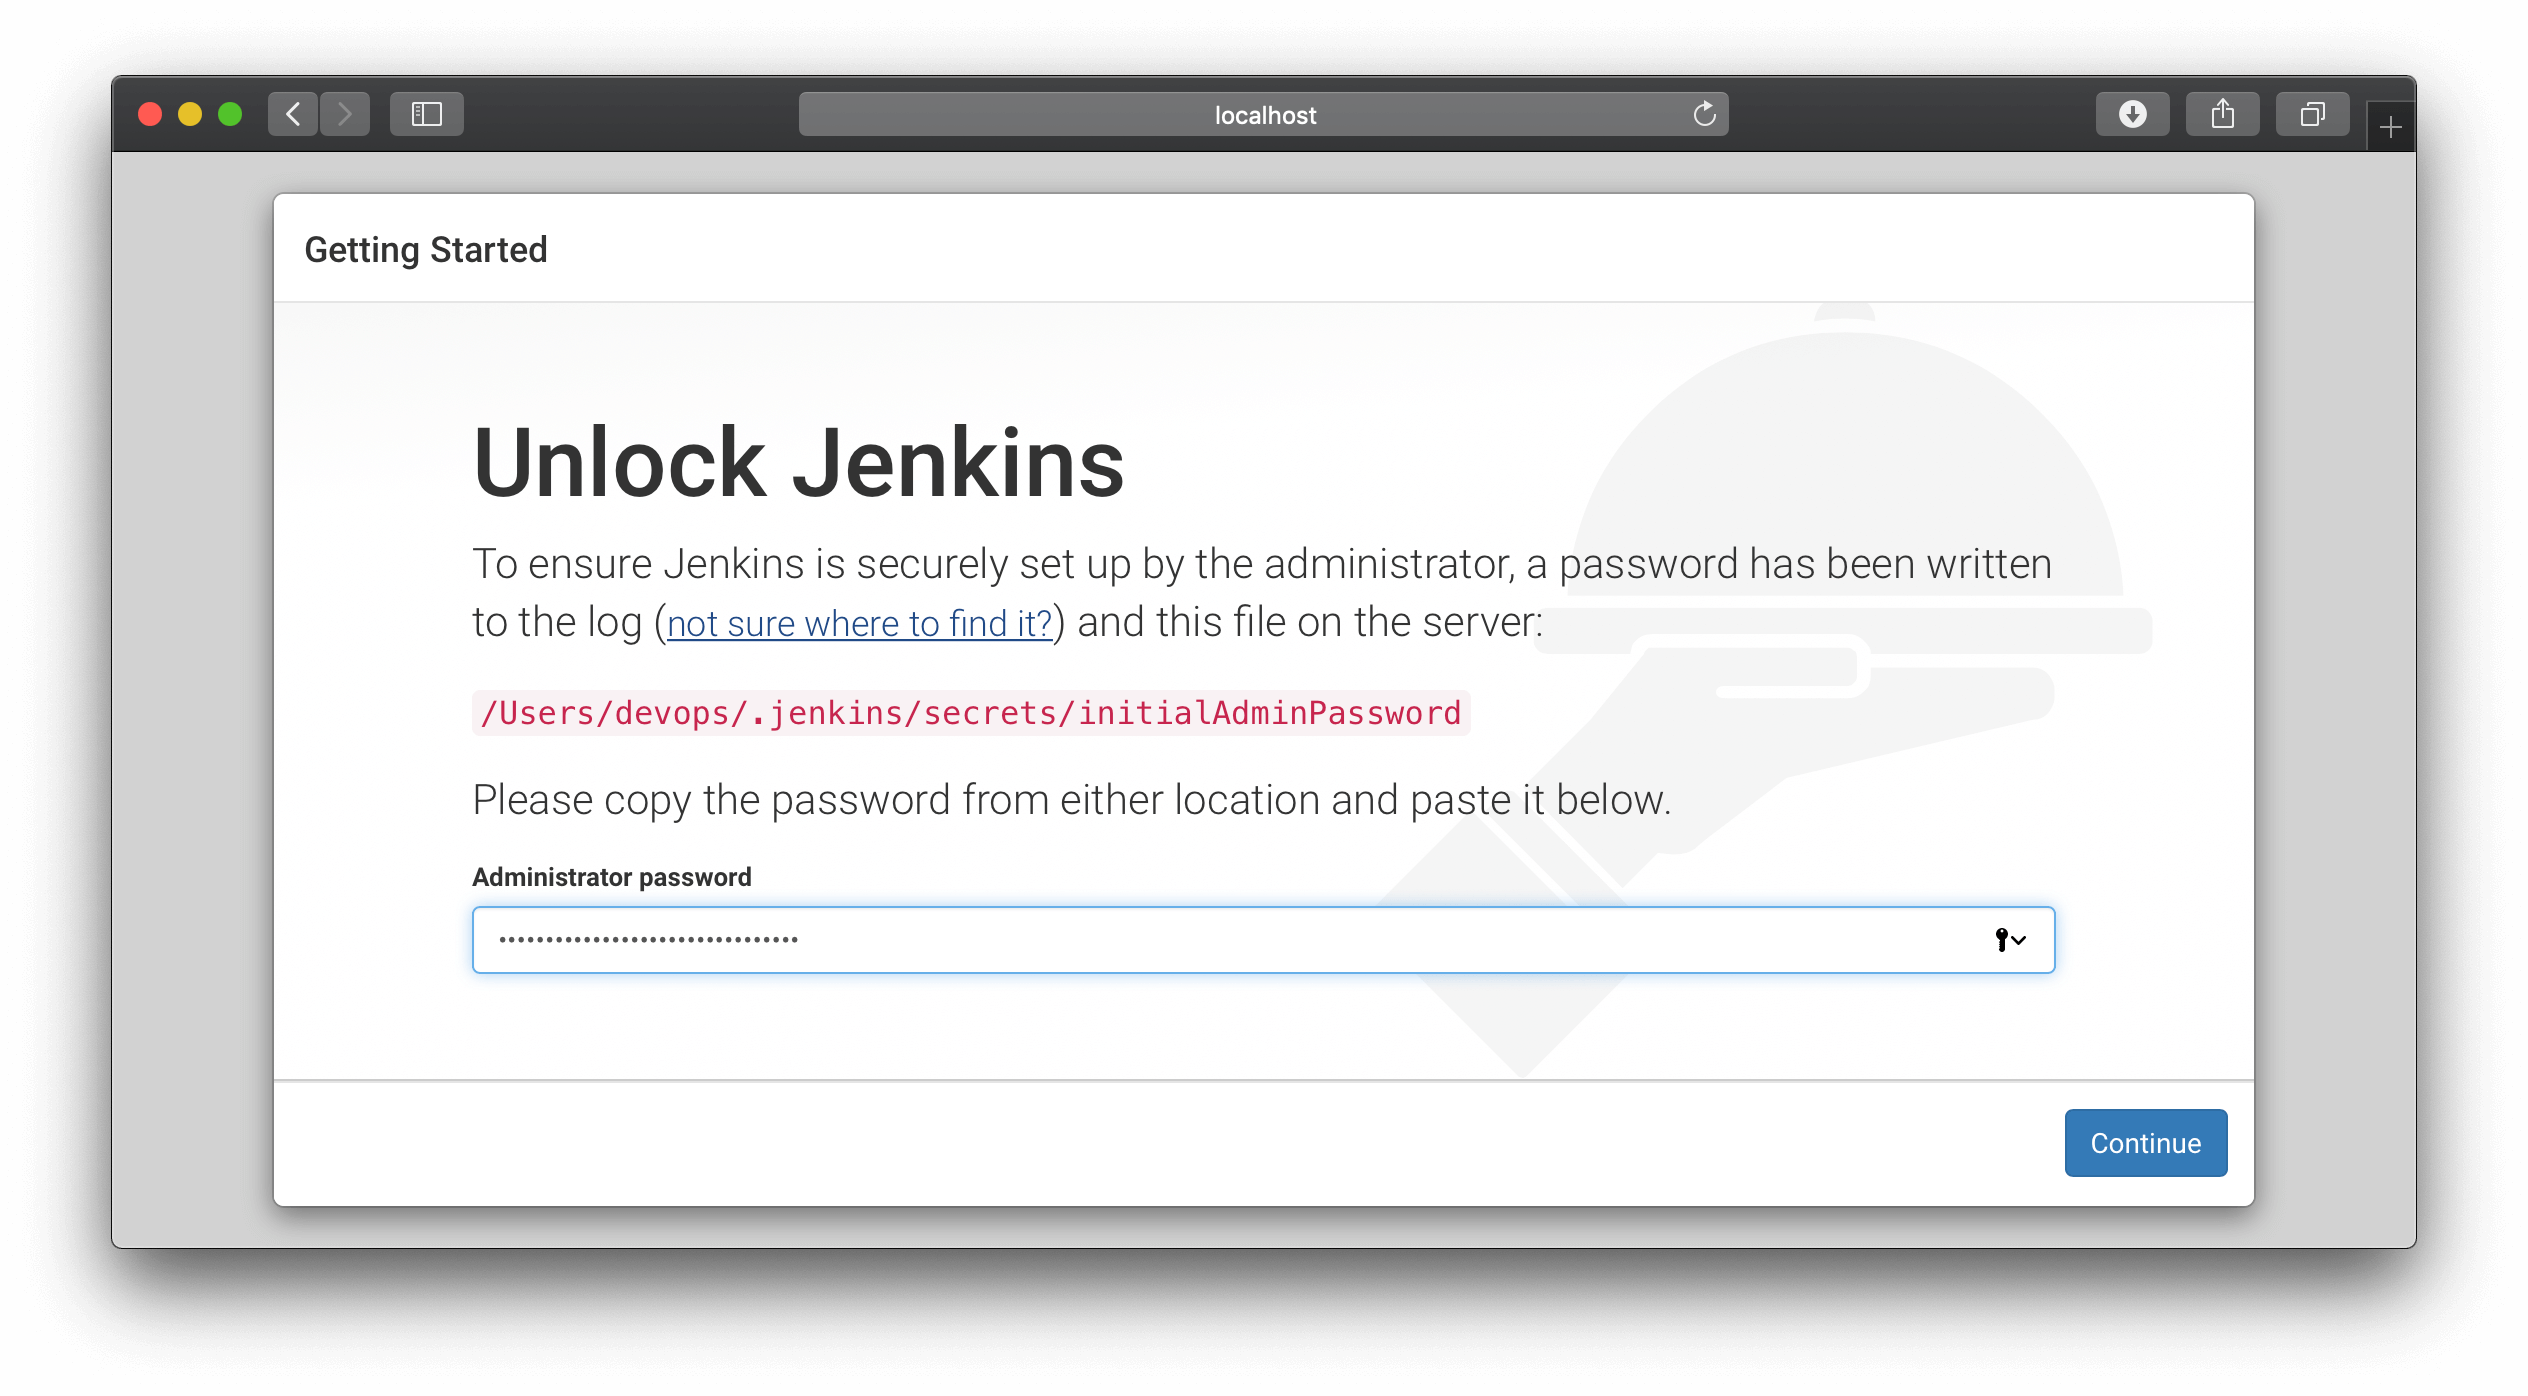 localhost
Getting Started
Unlock Jenkins
To ensure Jenkins is securely set up by the administrator, a password has been written
to the log (not sure where to find it?) and this file on the server:
/Users/devops/.jenkins/secrets/initialAdminPassword
Please copy the password from either location and paste it below.
Administrator password
Continue